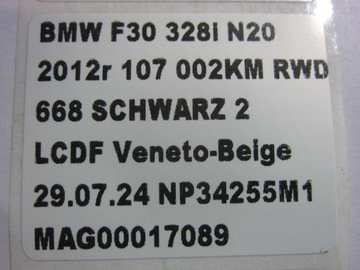 BMW F30 328i N20
2012r 107 002KM RWD
668 SCHWARZ 2
LCDF Veneto-Beige
29.07.24 NP34255M1
MAG00017089